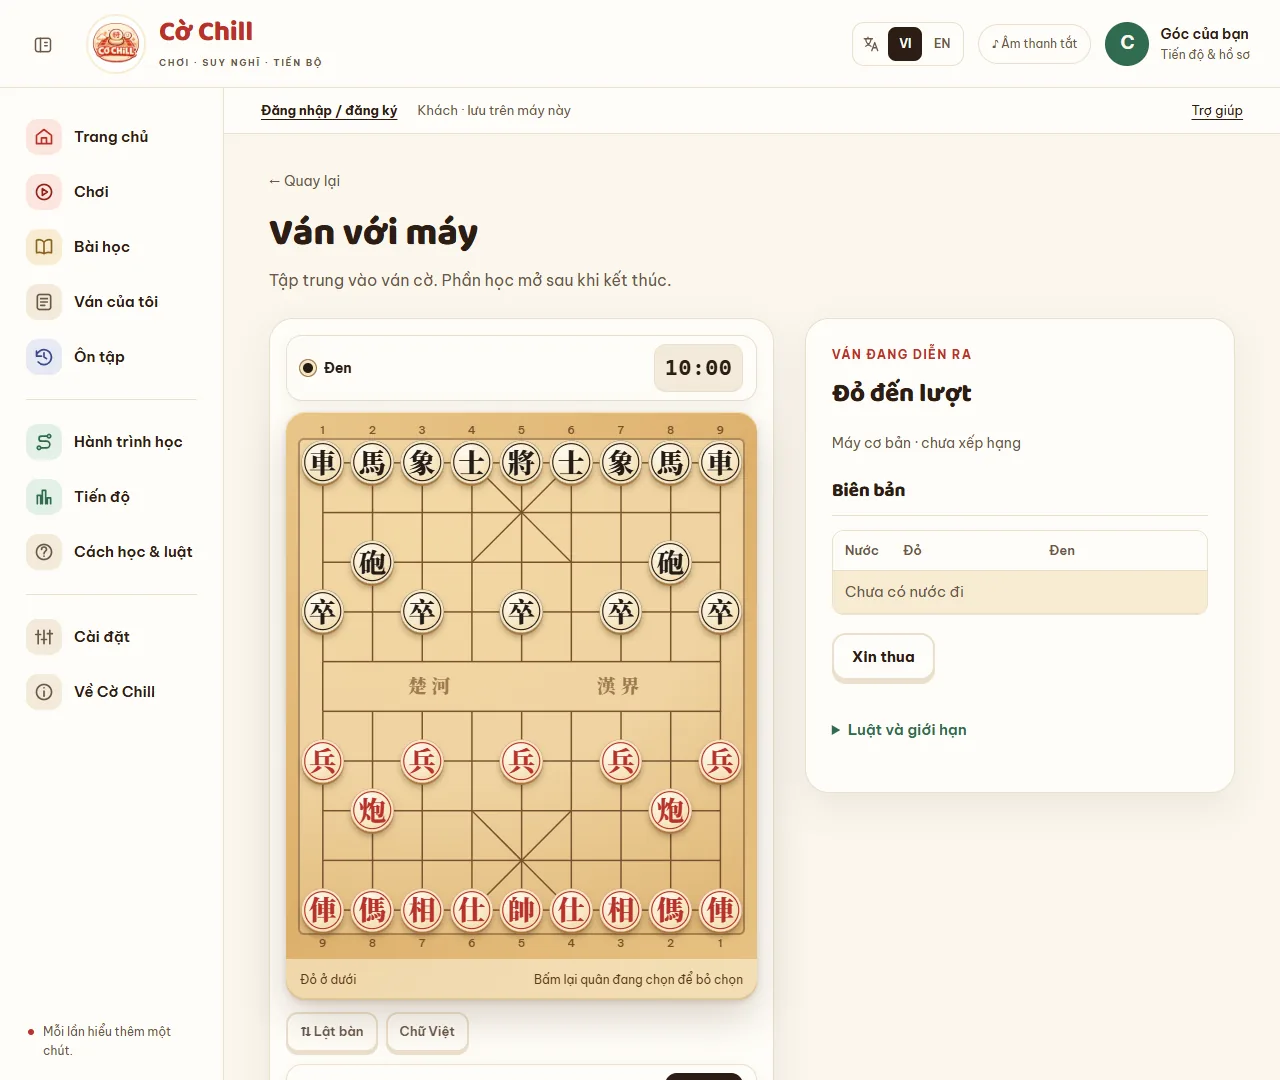 CỜ CHILL
Cờ Chill
CHƠI · SUY NGHĨ · TIẾN BỘ
VI
EN
♪ Âm thanh tắt
C
Góc của bạn
Tiến độ & hồ sơ
Trang chủ
Chơi
Bài học
Ván của tôi
Ôn tập
Hành trình học
Tiến độ
Cách học & luật
Cài đặt
Về Cờ Chill
Mỗi lần hiểu thêm một
chút.
Đăng nhập / đăng ký
Khách · lưu trên máy này
Trợ giúp
← Quay lại
Ván với máy
Tập trung vào ván cờ. Phần học mở sau khi kết thúc.
Đen
10:00
1 2 3 4 5 6 7 8 9
車 馬 象 士 將 士 象 馬 車
砲 砲
卒 卒 卒 卒 卒
楚河 漢界
兵 兵 兵 兵 兵
炮 炮
俥 傌 相 仕 帥 仕 相 傌 俥
9 8 7 6 5 4 3 2 1
Đỏ ở dưới
Bấm lại quân đang chọn để bỏ chọn
⇅ Lật bàn
Chữ Việt
VÁN ĐANG DIỄN RA
Đỏ đến lượt
Máy cơ bản · chưa xếp hạng
Biên bản
Nước Đỏ Đen
Chưa có nước đi
Xin thua
▶ Luật và giới hạn